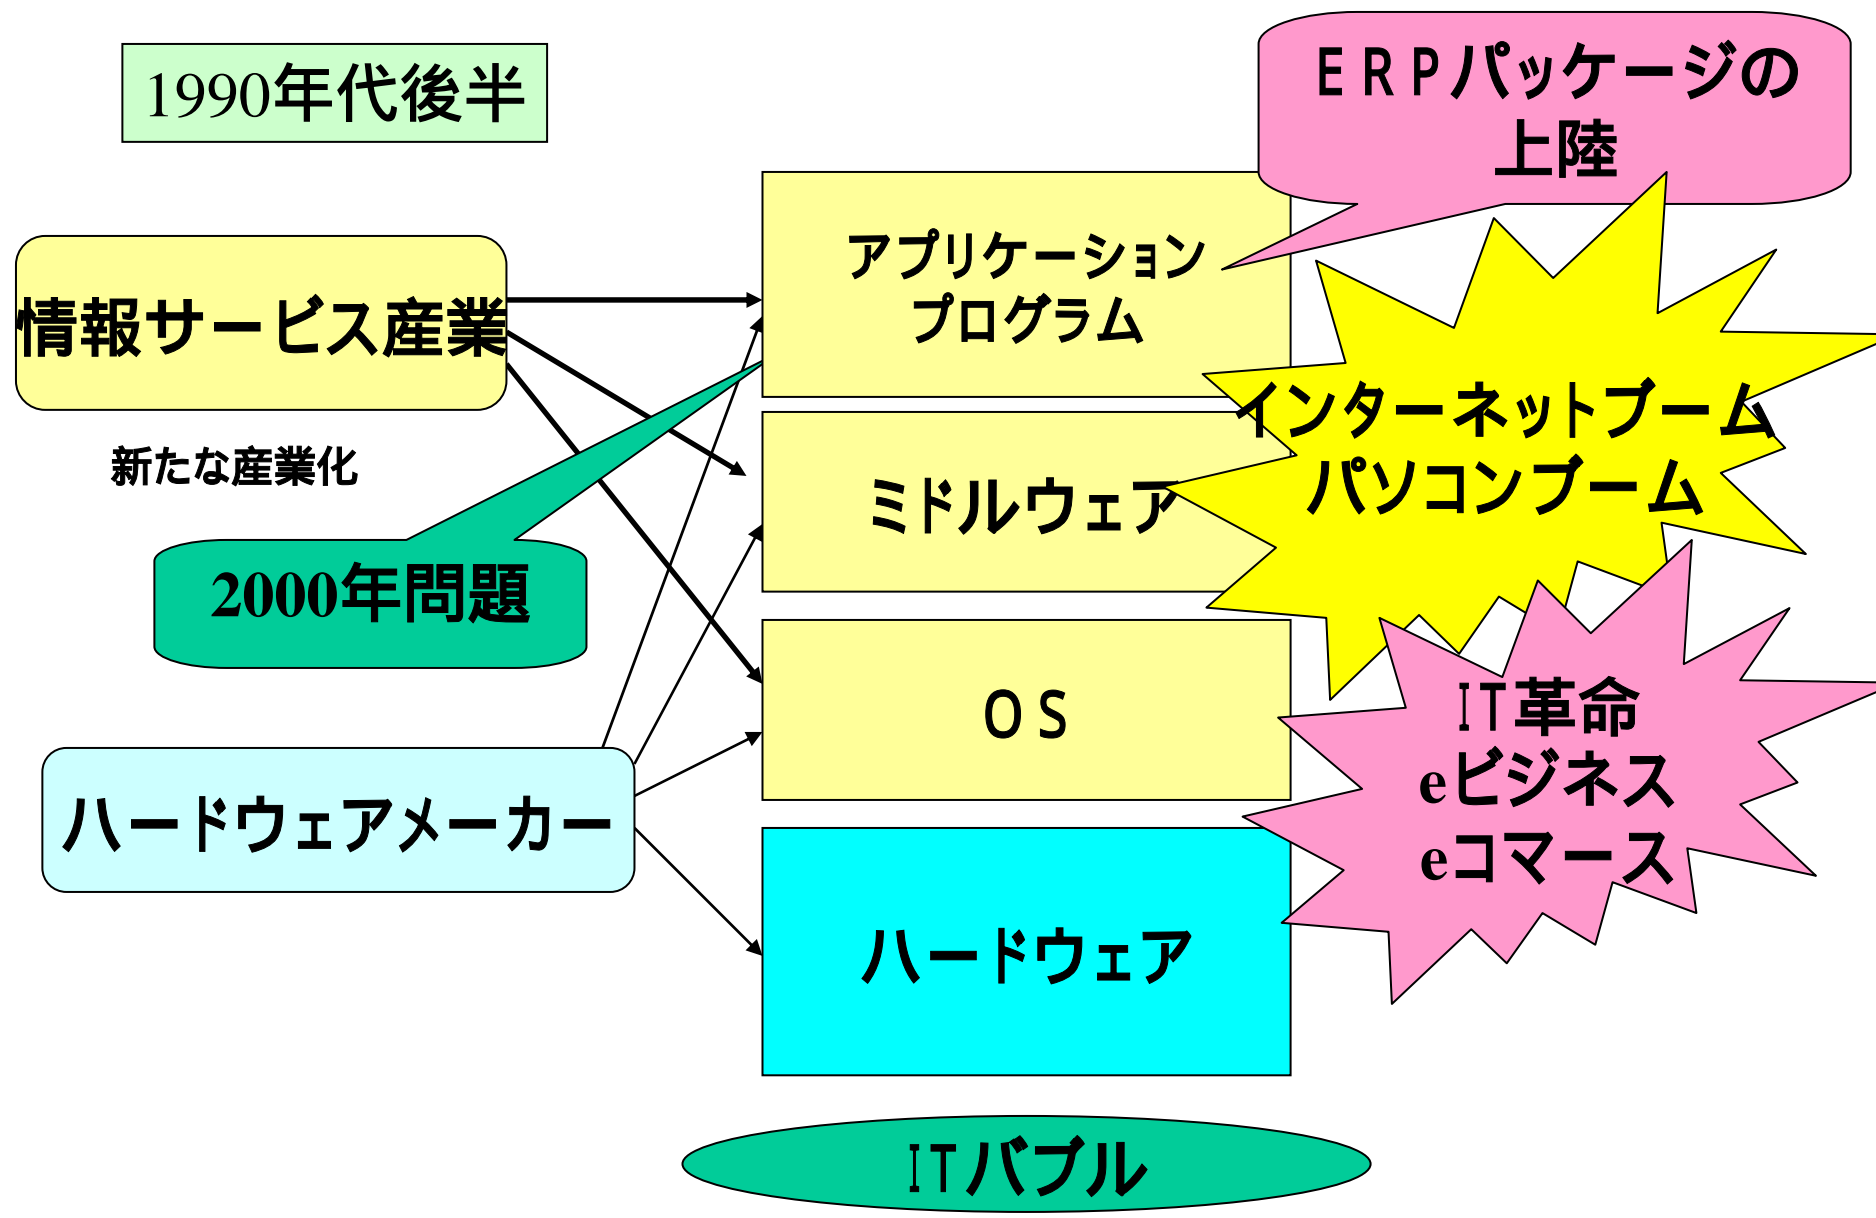 1990年代後半
ＥＲＰパッケージの
上陸
アプリケーション
プログラム
情報サービス産業
インターネットブーム
パソコンブーム
新たな産業化
ミドルウェア
2000年問題
ＯＳ
IT革命
eビジネス
eコマース
ハードウェアメーカー
ハードウェア
ITバブル